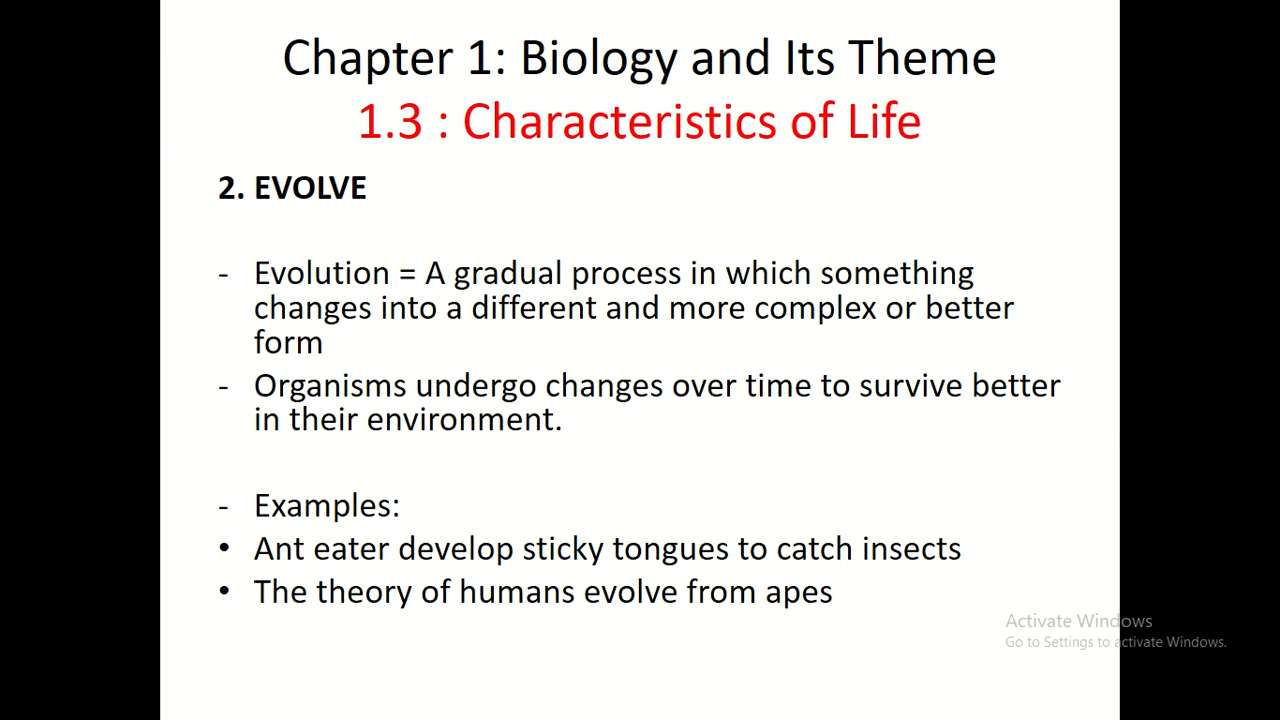 Chapter 1: Biology and Its Theme
1.3 : Characteristics of Life
2. EVOLVE
- Evolution = A gradual process in which something
changes into a different and more complex or better
form
- Organisms undergo changes over time to survive better
in their environment.
- Examples:
• Ant eater develop sticky tongues to catch insects
• The theory of humans evolve from apes
Activate Windows
Go to Settings to activate Windows.